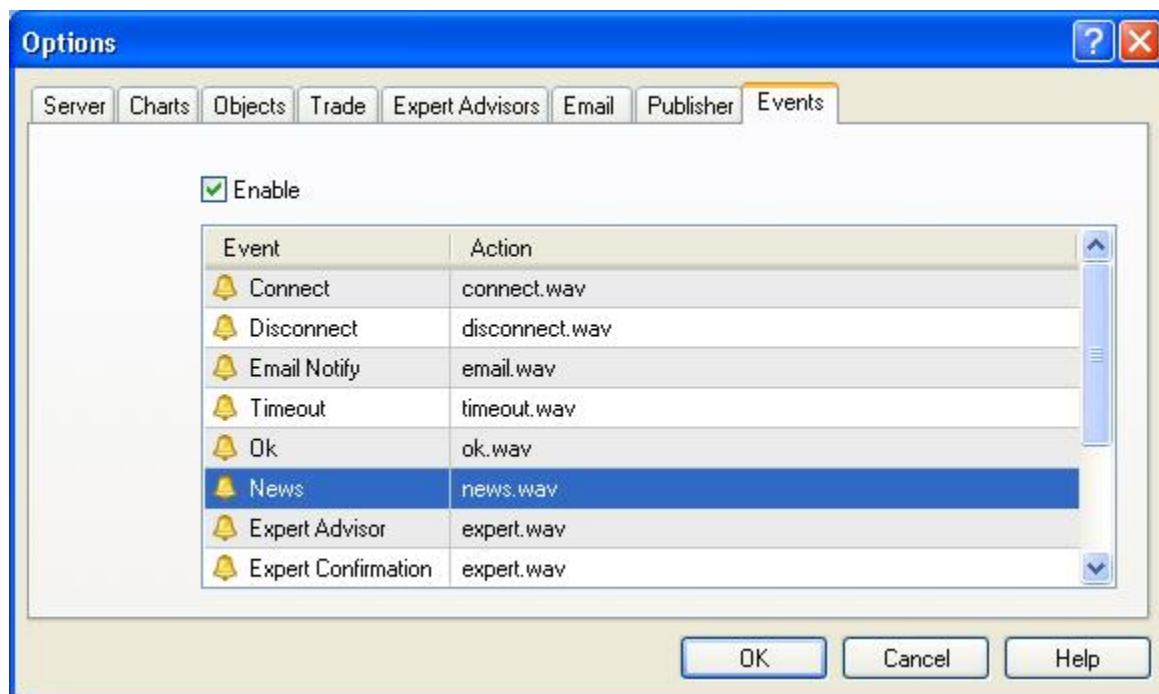 Options
Server Charts Objects Trade Expert Advisors Email Publisher Events
Enable
Event Action
Connect connect.wav
Disconnect disconnect.wav
Email Notify email.wav
Timeout timeout.wav
Ok ok.wav
News news.wav
Expert Advisor expert.wav
Expert Confirmation expert.wav
OK Cancel Help